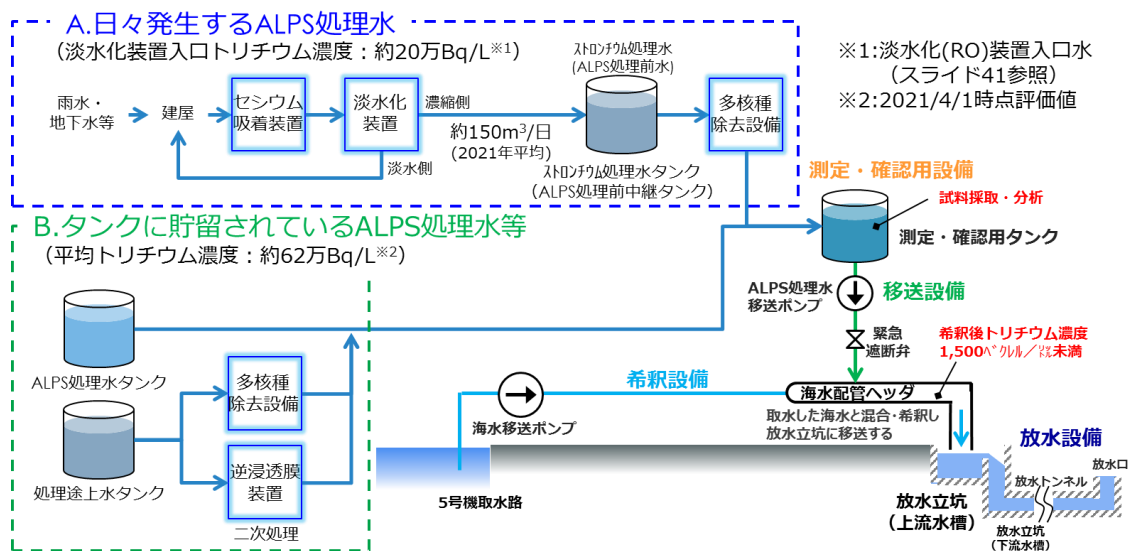 A.日々発生するALPS処理水
(淡水化装置入口トリチウム濃度：約20万Bq/L※1)
※1:淡水化(RO)装置入口水
（スライド41参照）
※2:2021/4/1時点評価値
雨水・
地下水等
建屋
セシウム
吸着装置
淡水化
装置
濃縮側
淡水側
約150m3/日
(2021年平均)
ｽﾄﾛﾝﾁｳﾑ処理水
(ALPS処理前水)
ｽﾄﾛﾝﾁｳﾑ処理水タンク
（ALPS処理前中継タンク）
多核種
除去設備
B.タンクに貯留されているALPS処理水等
(平均トリチウム濃度：約62万Bq/L※2)
ALPS処理水タンク
処理途上水タンク
多核種
除去設備
逆浸透膜
装置
二次処理
測定・確認用設備
試料採取・分析
測定・確認用タンク
ALPS処理水
移送ポンプ
移送設備
緊急
遮断弁
希釈後トリチウム濃度
1,500ﾍﾞｸﾚﾙ／㍑未満
希釈設備
海水移送ポンプ
海水配管ヘッダ
取水した海水と混合・希釈し
放水立坑に移送する
5号機取水路
放水設備
放水口
放水トンネル
放水立坑
（上流水槽）
放水立坑
（下流水槽）